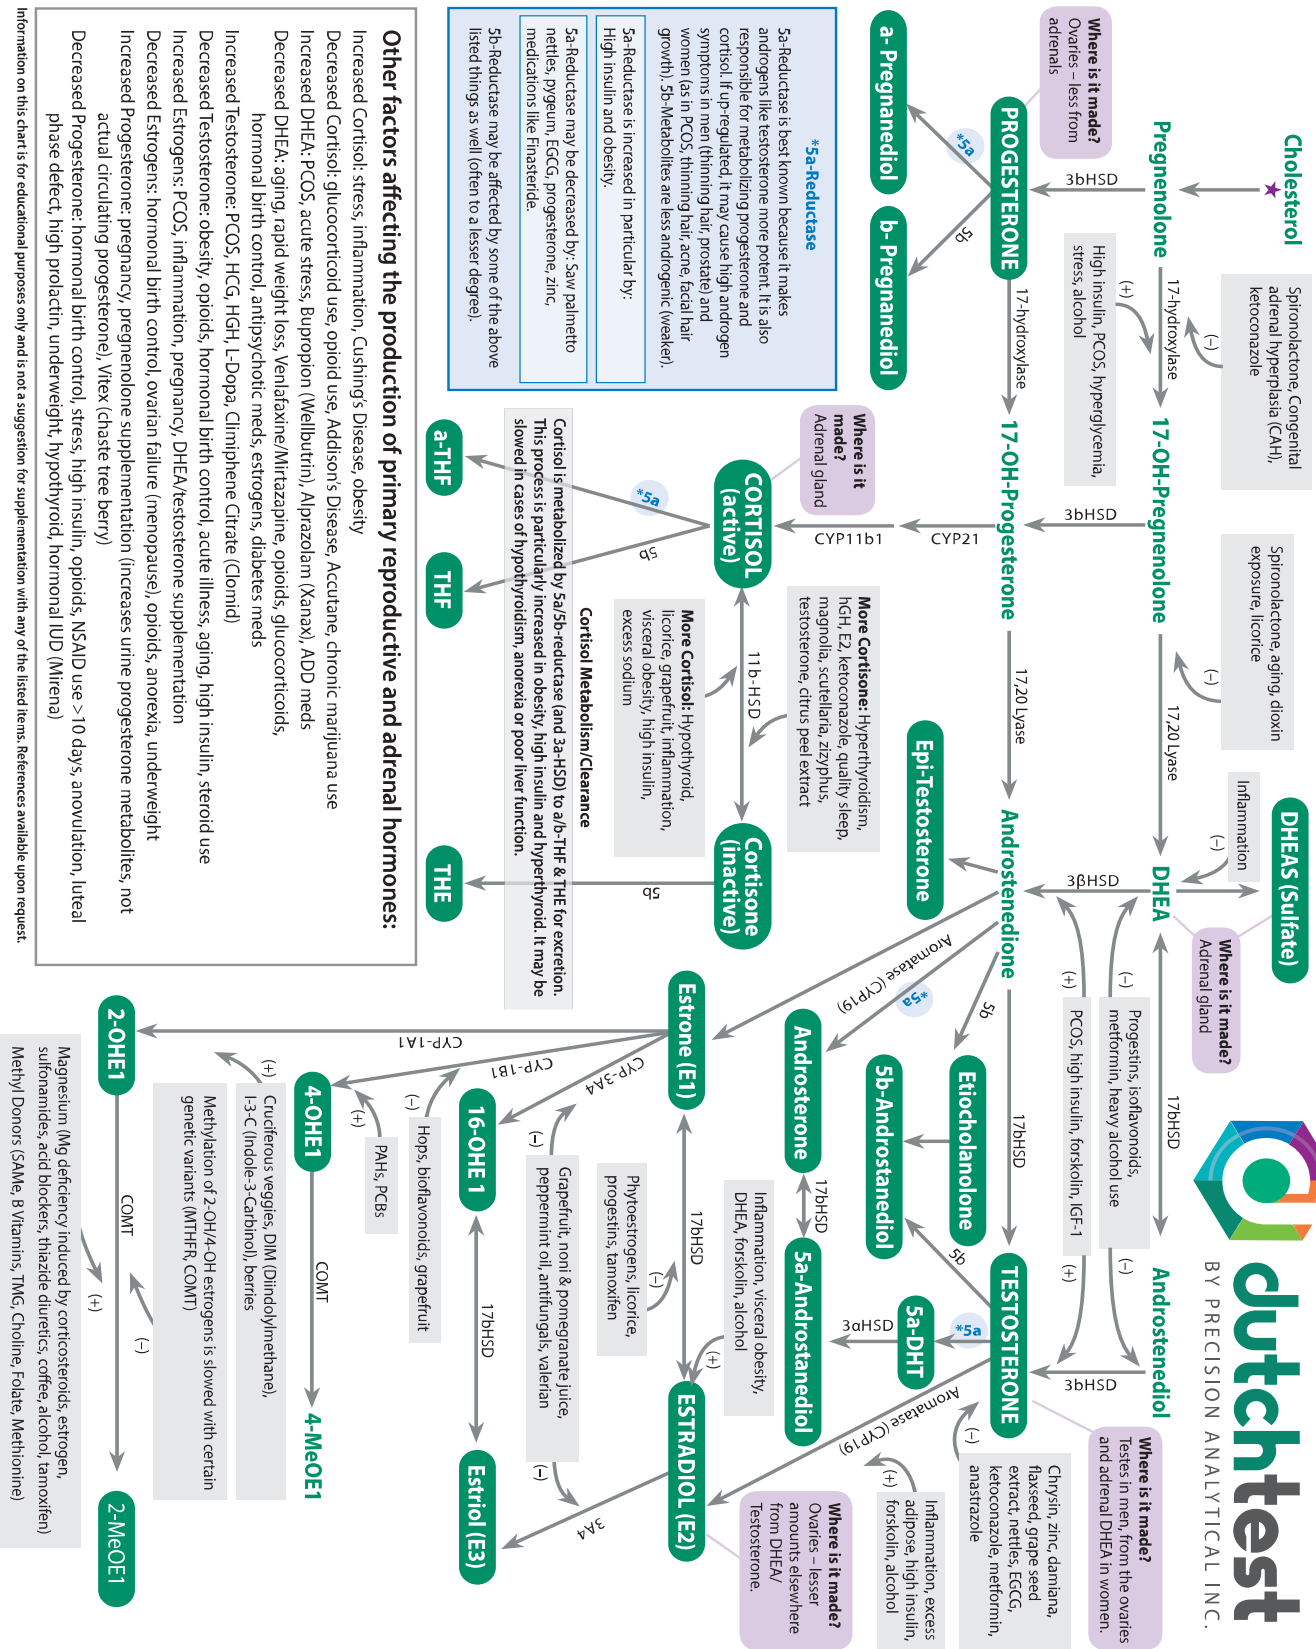 dutchtest
BY PRECISION ANALYTICAL INC.
Cholesterol
Spironolactone, Congenital
adrenal hyperplasia (CAH),
ketoconazole
(–)
Spironolactone, aging, dioxin
exposure, licorice
(–)
Inflammation
(–)
DHEAS (Sulfate)
Where is it made?
Adrenal gland
Pregnenolone
17-hydroxylase
17-OH-Pregnenolone
17,20 Lyase
DHEA
17bHSD
Androstenediol
Where is it made?
Ovaries – less from
adrenals
3bHSD
(+)
High insulin, PCOS, hyperglycemia,
stress, alcohol
3bHSD
3βHSD
(–)
Progestins, isoflavonoids,
metformin, heavy alcohol use
(–)
(+)
PCOS, high insulin, forskolin, IGF-1
(+)
3bHSD
Where is it made?
Testes in men, from the ovaries
and adrenal DHEA in women.
PROGESTERONE
17-hydroxylase
17-OH-Progesterone
17,20 Lyase
Androstenedione
17bHSD
TESTOSTERONE
*5a
5b
a- Pregnanediol
b- Pregnanediol
CYP21
CYP11b1
Where is it
made?
Adrenal gland
Epi-Testosterone
Aromatase (CYP19)
*5a
5b
Etiocholanolone
5b-Androstanediol
5b
*5a
5a-DHT
3αHSD
Aromatase (CYP19)
(–)
Chrysin, zinc, damiana,
flaxseed, grape seed
extract, nettles, EGCG,
ketoconazole, metformin,
anastrazole
(+)
Inflammation, excess
adipose, high insulin,
forskolin, alcohol
Androsterone
17bHSD
5a-Androstanediol
More Cortisone: Hyperthyroidism,
hGH, E2, ketoconazole, quality sleep,
magnolia, scutellaria, zizyphus,
testosterone, citrus peel extract
CORTISOL
(active)
11b-HSD
Cortisone
(inactive)
More Cortisol: Hypothyroid,
licorice, grapefruit, inflammation,
visceral obesity, high insulin,
excess sodium
*5a
5b
5b
Cortisol Metabolism/Clearance
Cortisol is metabolized by 5a/5b-reductase (and 3a-HSD) to a/b-THF & THE for excretion.
This process is particularly increased in obesity, high insulin and hyperthyroid. It may be
slowed in cases of hypothyroidism, anorexia or poor liver function.
a-THF
THF
THE
Inflammation, visceral obesity,
DHEA, forskolin, alcohol
(+)
Where is it made?
Ovaries – lesser
amounts elsewhere
from DHEA/
Testosterone.
Estrone (E1)
17bHSD
ESTRADIOL (E2)
(–)
Phytoestrogens, licorice,
progestins, tamoxifen
CYP-3A4
(–)
Grapefruit, noni & pomegranate juice,
peppermint oil, antifungals, valerian
(–)
3A4
CYP-1B1
CYP-1A1
16-OHE 1
17bHSD
Estriol (E3)
(–)
Hops, bioflavonoids, grapefruit
(+)
PAHs, PCBs
4-OHE1
COMT
4-MeOE1
(+)
Cruciferous veggies, DIM (Diindolylmethane),
I-3-C (Indole-3-Carbinol), berries
Methylation of 2-OH/4-OH estrogens is slowed with certain
genetic variants (MTHFR, COMT)
(–)
2-OHE1
COMT
2-MeOE1
(+)
Magnesium (Mg deficiency induced by corticosteroids, estrogen,
sulfonamides, acid blockers, thiazide diuretics, coffee, alcohol, tamoxifen)
Methyl Donors (SAMe, B Vitamins, TMG, Choline, Folate, Methionine)
*5a-Reductase
5a-Reductase is best known because it makes
androgens like testosterone more potent. It is also
responsible for metabolizing progesterone and
cortisol. If up-regulated, it may cause high androgen
symptoms in men (thinning hair, prostate) and
women (as in PCOS, thinning hair, acne, facial hair
growth). 5b-Metabolites are less androgenic (weaker).
5a-Reductase is increased in particular by:
High insulin and obesity.
5a-Reductase may be decreased by: Saw palmetto
nettles, pygeum, EGCG, progesterone, zinc,
medications like Finasteride.
5b-Reductase may be affected by some of the above
listed things as well (often to a lesser degree).
Other factors affecting the production of primary reproductive and adrenal hormones:
Increased Cortisol: stress, inflammation, Cushing's Disease, obesity
Decreased Cortisol: glucocorticoid use, opioid use, Addison's Disease, Accutane, chronic marijuana use
Increased DHEA: PCOS, acute stress, Bupropion (Wellbutrin), Alprazolam (Xanax), ADD meds
Decreased DHEA: aging, rapid weight loss, Venlafaxine/Mirtazapine, opioids, glucocorticoids,
hormonal birth control, antipsychotic meds, estrogens, diabetes meds
Increased Testosterone: PCOS, HCG, HGH, L-Dopa, Climiphene Citrate (Clomid)
Decreased Testosterone: obesity, opioids, hormonal birth control, acute illness, aging, high insulin, steroid use
Increased Estrogens: PCOS, inflammation, pregnancy, DHEA/testosterone supplementation
Decreased Estrogens: hormonal birth control, ovarian failure (menopause), opioids, anorexia, underweight
Increased Progesterone: pregnancy, pregnenolone supplementation (increases urine progesterone metabolites, not
actual circulating progesterone), Vitex (chaste tree berry)
Decreased Progesterone: hormonal birth control, stress, high insulin, opioids, NSAID use > 10 days, anovulation, luteal
phase defect, high prolactin, underweight, hypothyroid, hormonal IUD (Mirena)
Information on this chart is for educational purposes only and is not a suggestion for supplementation with any of the listed items. References available upon request.